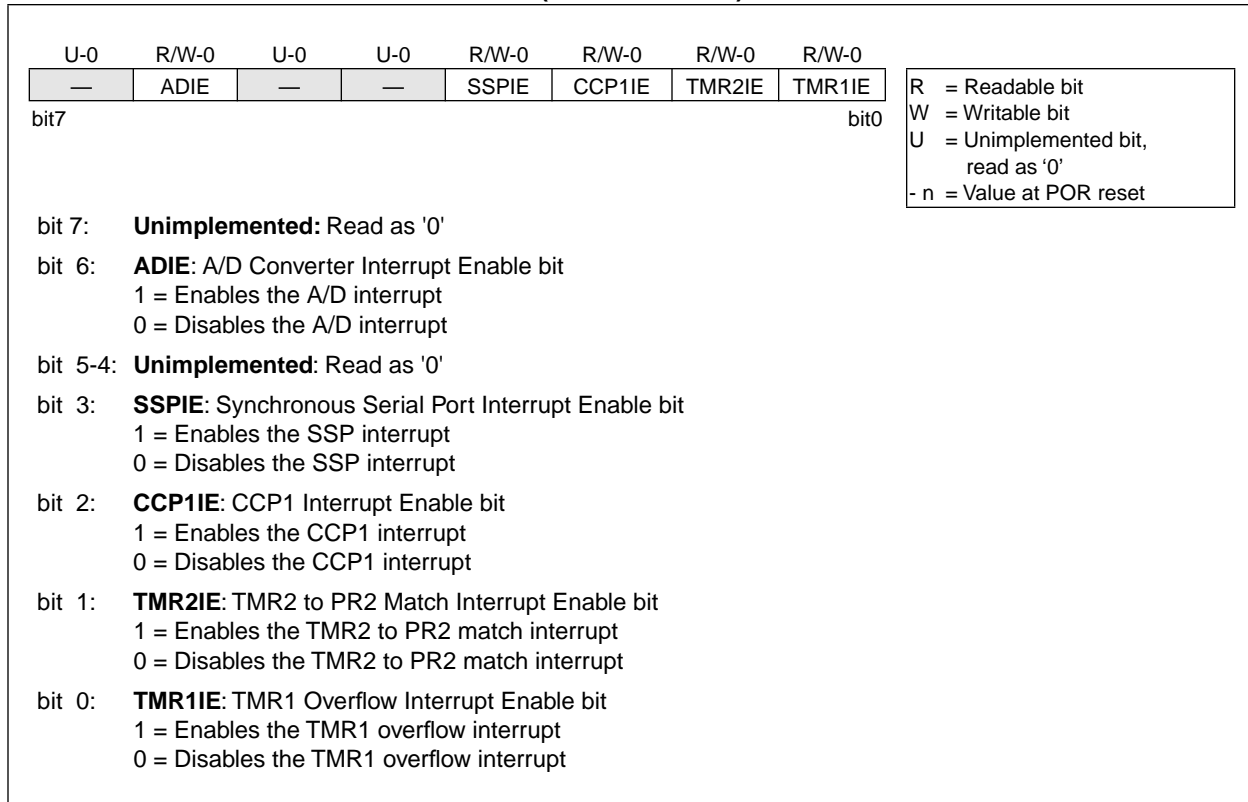 U-0 R/W-0 U-0 U-0 R/W-0 R/W-0 R/W-0 R/W-0
— ADIE — — SSPIE CCP1IE TMR2IE TMR1IE
bit7 bit0
R = Readable bit
W = Writable bit
U = Unimplemented bit,
read as ‘0’
- n = Value at POR reset
bit 7: Unimplemented: Read as '0'
bit 6: ADIE: A/D Converter Interrupt Enable bit
1 = Enables the A/D interrupt
0 = Disables the A/D interrupt
bit 5-4: Unimplemented: Read as '0'
bit 3: SSPIE: Synchronous Serial Port Interrupt Enable bit
1 = Enables the SSP interrupt
0 = Disables the SSP interrupt
bit 2: CCP1IE: CCP1 Interrupt Enable bit
1 = Enables the CCP1 interrupt
0 = Disables the CCP1 interrupt
bit 1: TMR2IE: TMR2 to PR2 Match Interrupt Enable bit
1 = Enables the TMR2 to PR2 match interrupt
0 = Disables the TMR2 to PR2 match interrupt
bit 0: TMR1IE: TMR1 Overflow Interrupt Enable bit
1 = Enables the TMR1 overflow interrupt
0 = Disables the TMR1 overflow interrupt